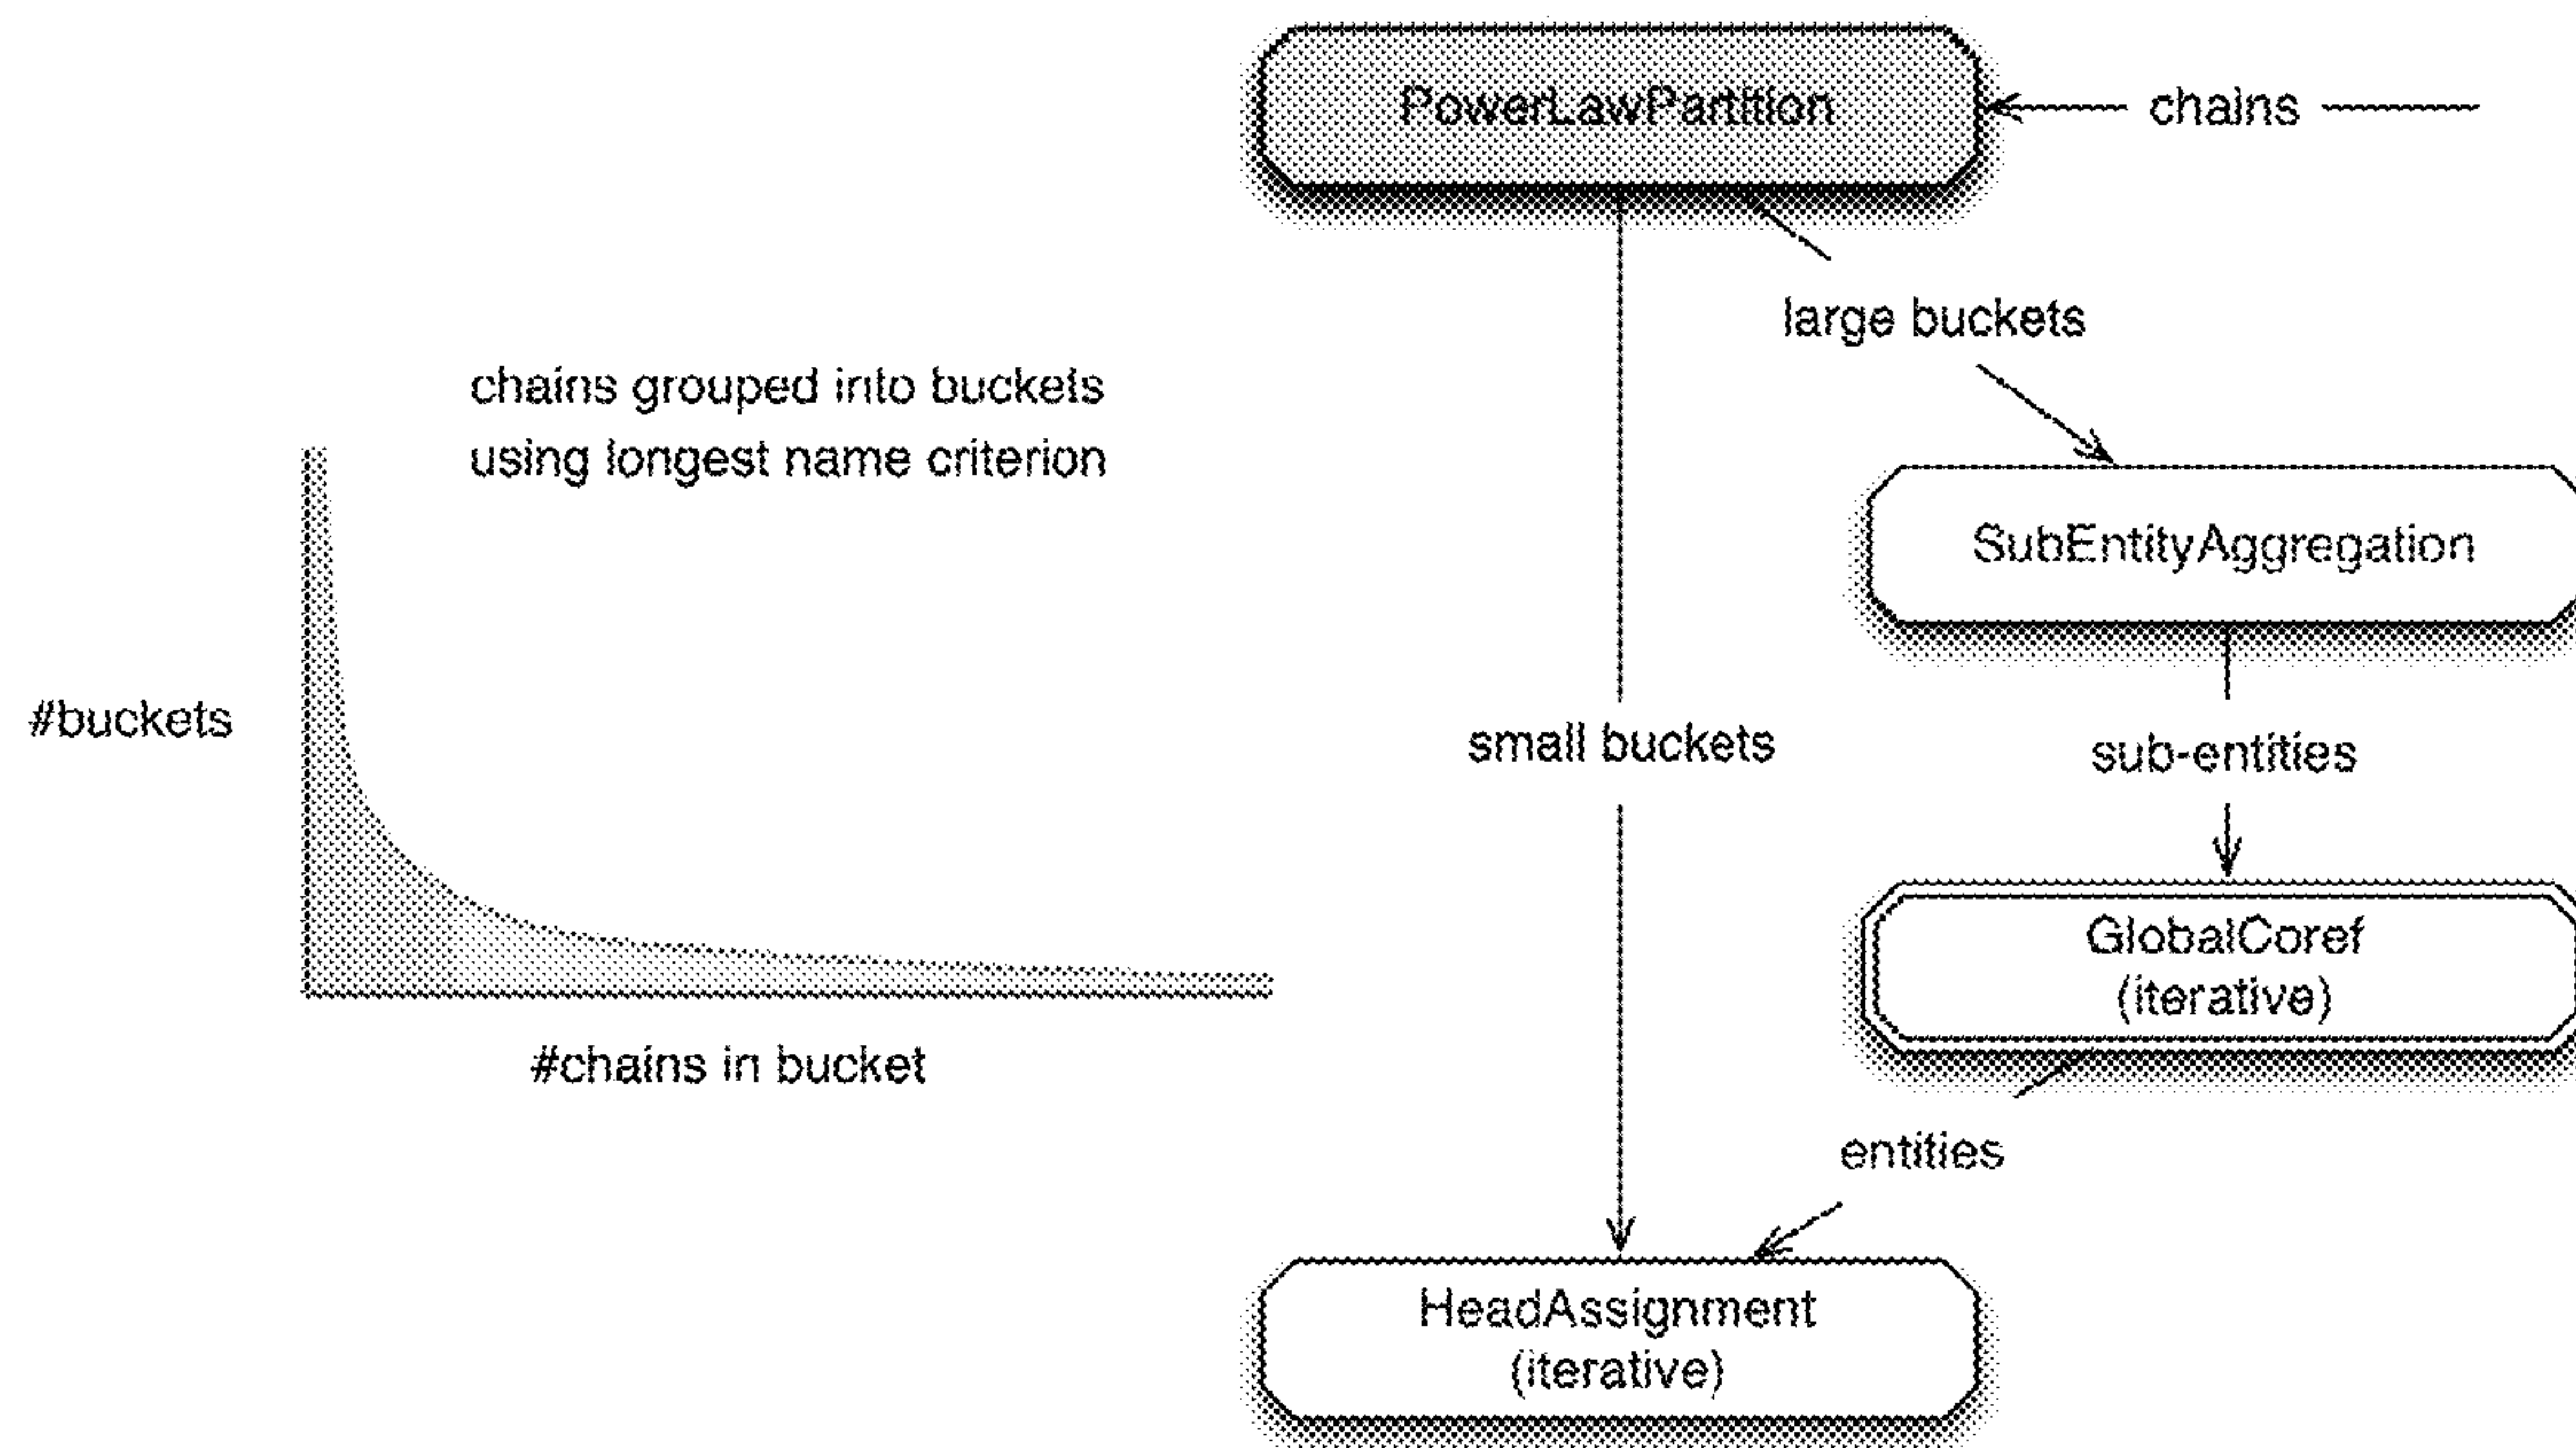 PowerLawPartition
chains
large buckets
chains grouped into buckets
using longest name criterion
SubEntityAggregation
#buckets
small buckets
sub-entities
GlobalCoref
(iterative)
#chains in bucket
entities
HeadAssignment
(iterative)